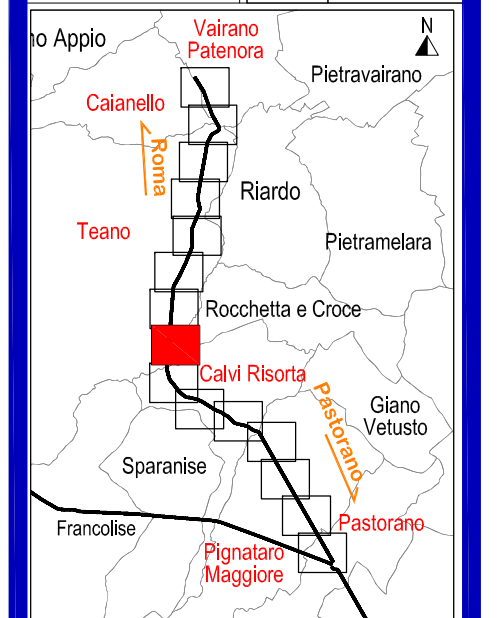 Vairano
Patenora
N
no Appio
Pietravairano
Caianello
Roma
Riardo
Teano
Pietramelara
Rocchetta e Croce
Calvi Risorta
Pastorano
Giano
Vetusto
Sparanise
Francolise
Pastorano
Pignataro
Maggiore